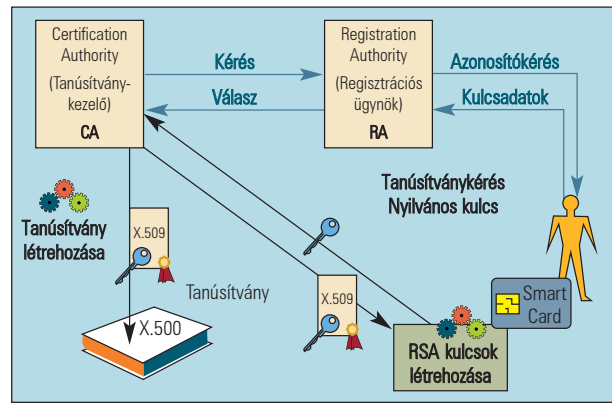 Certification
Authority
(Tanúsítvány-
kezelő)
CA
Kérés
Válasz
Registration
Authority
(Regisztrációs
ügynök)
RA
Azonosítókérés
Kulcsadatok
Tanúsítványkérés
Nyilvános kulcs
Tanúsítvány
létrehozása
X.509
Tanúsítvány
X.509
X.500
Smart
Card
RSA kulcsok
létrehozása